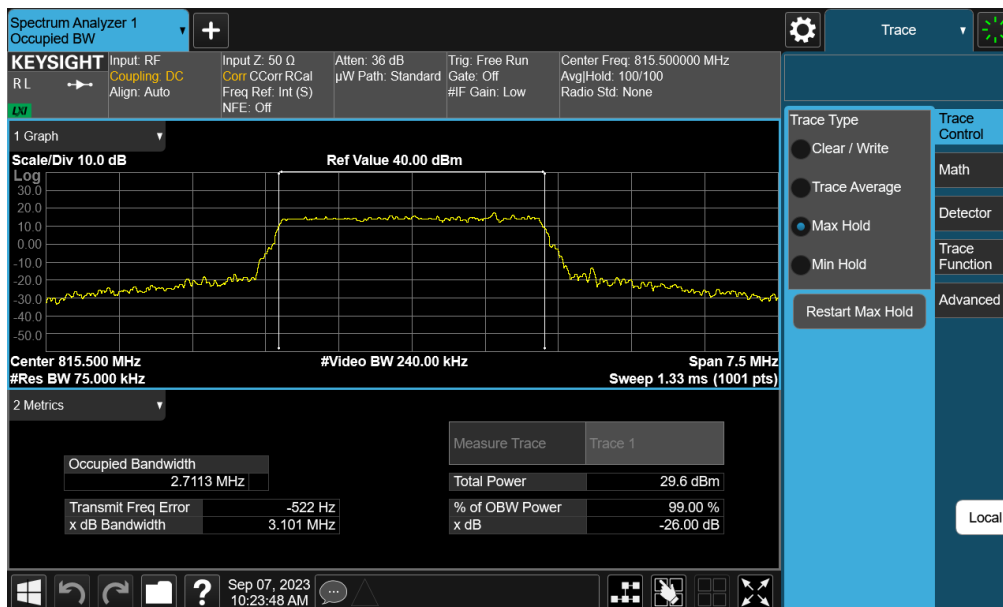 Spectrum Analyzer 1
Occupied BW
Trace
KEYSIGHT
R L
LXI
Input: RF
Coupling: DC
Align: Auto
Input Z: 50 Ω
Corr CCorr RCal
Freq Ref: Int (S)
NFE: Off
Atten: 36 dB
µW Path: Standard
Trig: Free Run
Gate: Off
#IF Gain: Low
Center Freq: 815.500000 MHz
Avg|Hold: 100/100
Radio Std: None
1 Graph
Scale/Div 10.0 dB
Ref Value 40.00 dBm
Log
30.0
20.0
10.0
0.00
-10.0
-20.0
-30.0
-40.0
-50.0
Center 815.500 MHz
#Video BW 240.00 kHz
Span 7.5 MHz
#Res BW 75.000 kHz
Sweep 1.33 ms (1001 pts)
2 Metrics
Measure Trace
Trace 1
Occupied Bandwidth
2.7113 MHz
Total Power
29.6 dBm
Transmit Freq Error
-522 Hz
% of OBW Power
99.00 %
x dB Bandwidth
3.101 MHz
x dB
-26.00 dB
Trace Type
Clear / Write
Trace Average
Max Hold
Min Hold
Restart Max Hold
Trace
Control
Math
Detector
Trace
Function
Advanced
Local
?
Sep 07, 2023
10:23:48 AM